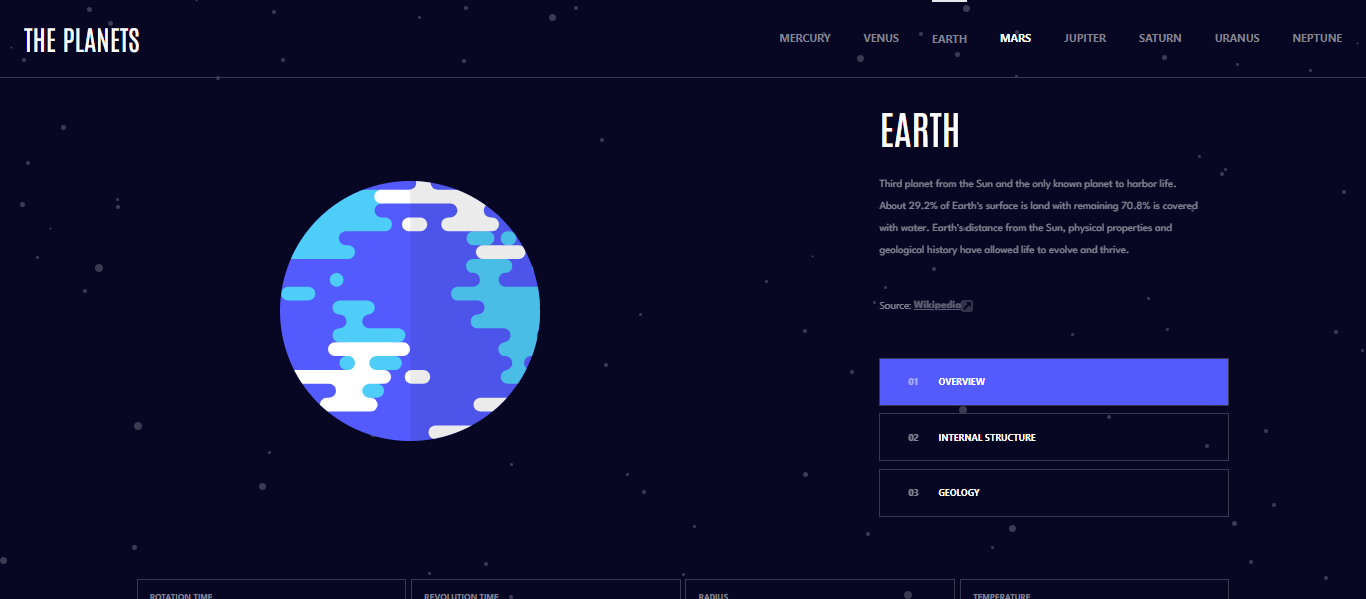 THE PLANETS
MERCURY VENUS EARTH MARS JUPITER SATURN URANUS NEPTUNE
EARTH
Third planet from the Sun and the only known planet to harbor life.
About 29.2% of Earth's surface is land with remaining 70.8% is covered
with water. Earth's distance from the Sun, physical properties and
geological history have allowed life to evolve and thrive.
Source: Wikipedia
01 OVERVIEW
02 INTERNAL STRUCTURE
03 GEOLOGY
ROTATION TIME REVOLUTION TIME RADIUS TEMPERATURE